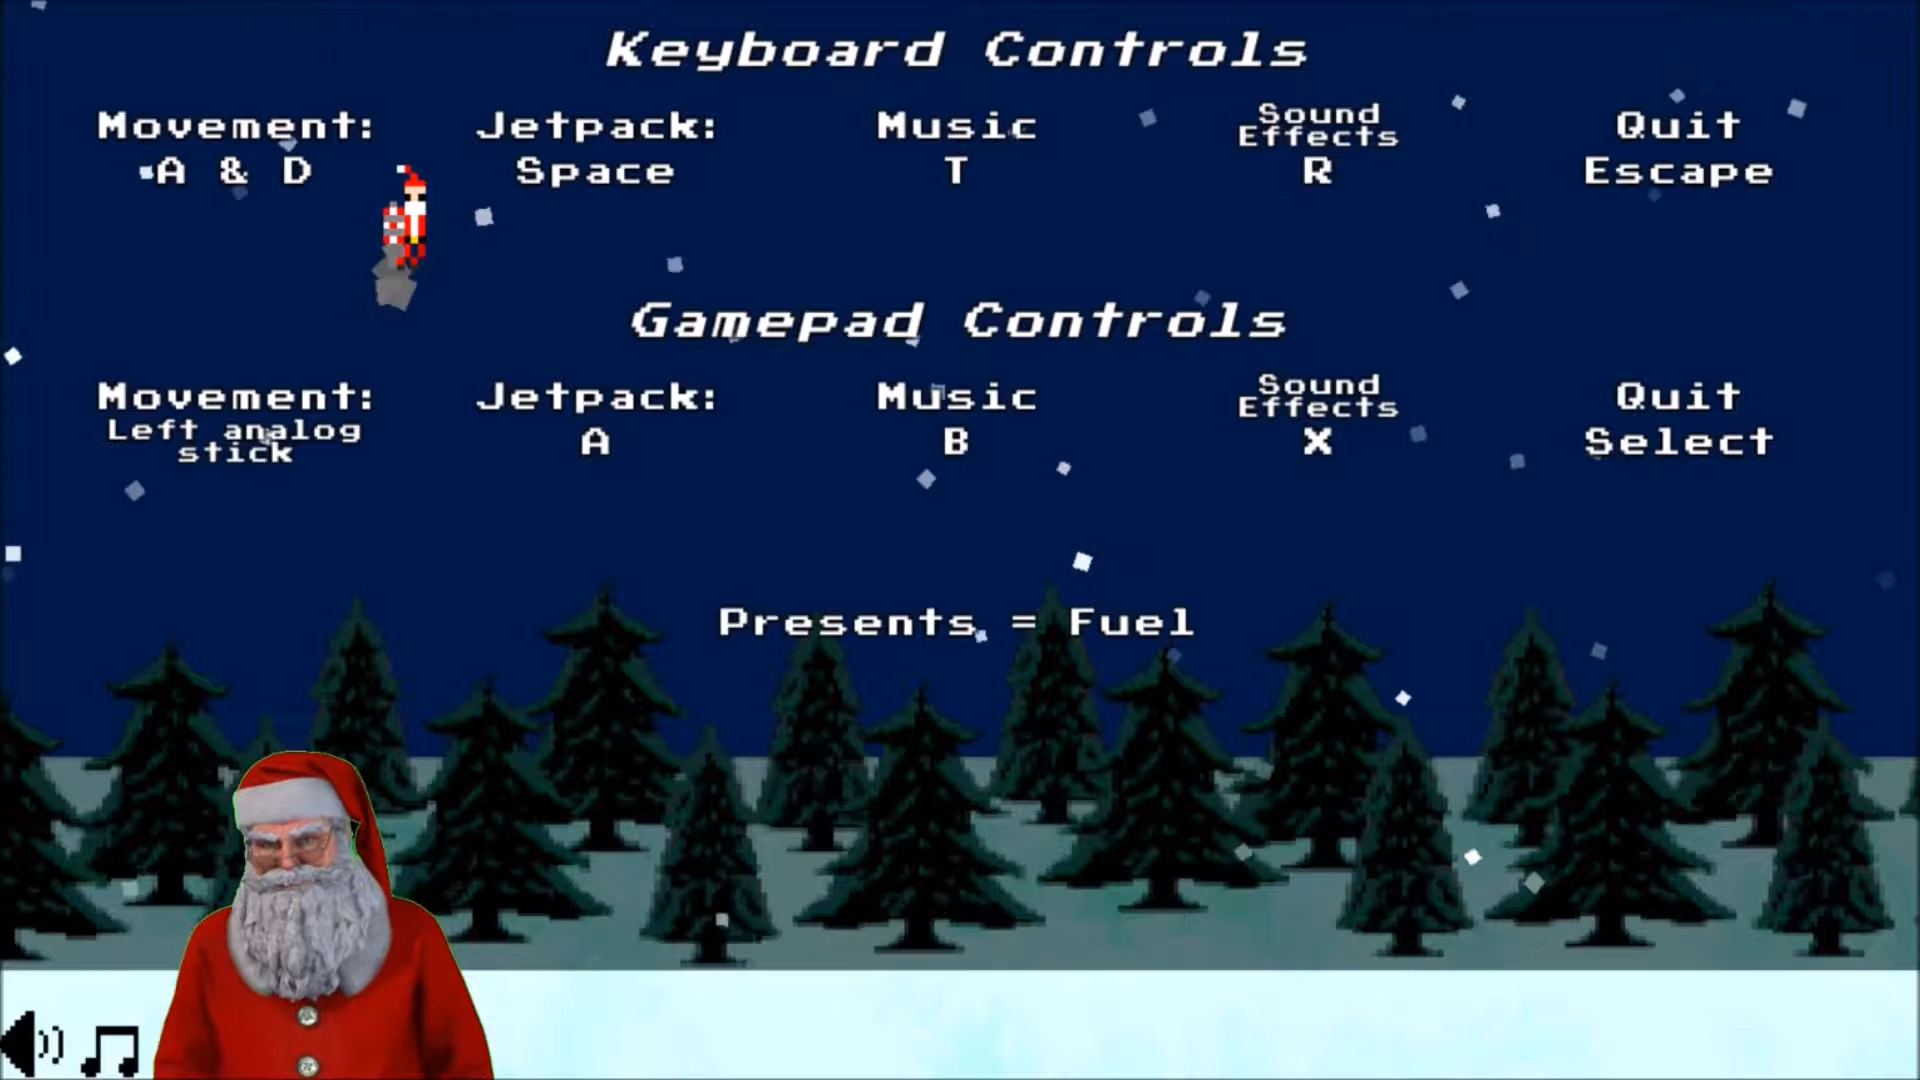 Keyboard Controls
Movement: Jetpack: Music Sound Effects Quit
A & D Space T R Escape
Gamepad Controls
Movement: Jetpack: Music Sound Effects Quit
Left analog stick A B X Select
Presents = Fuel